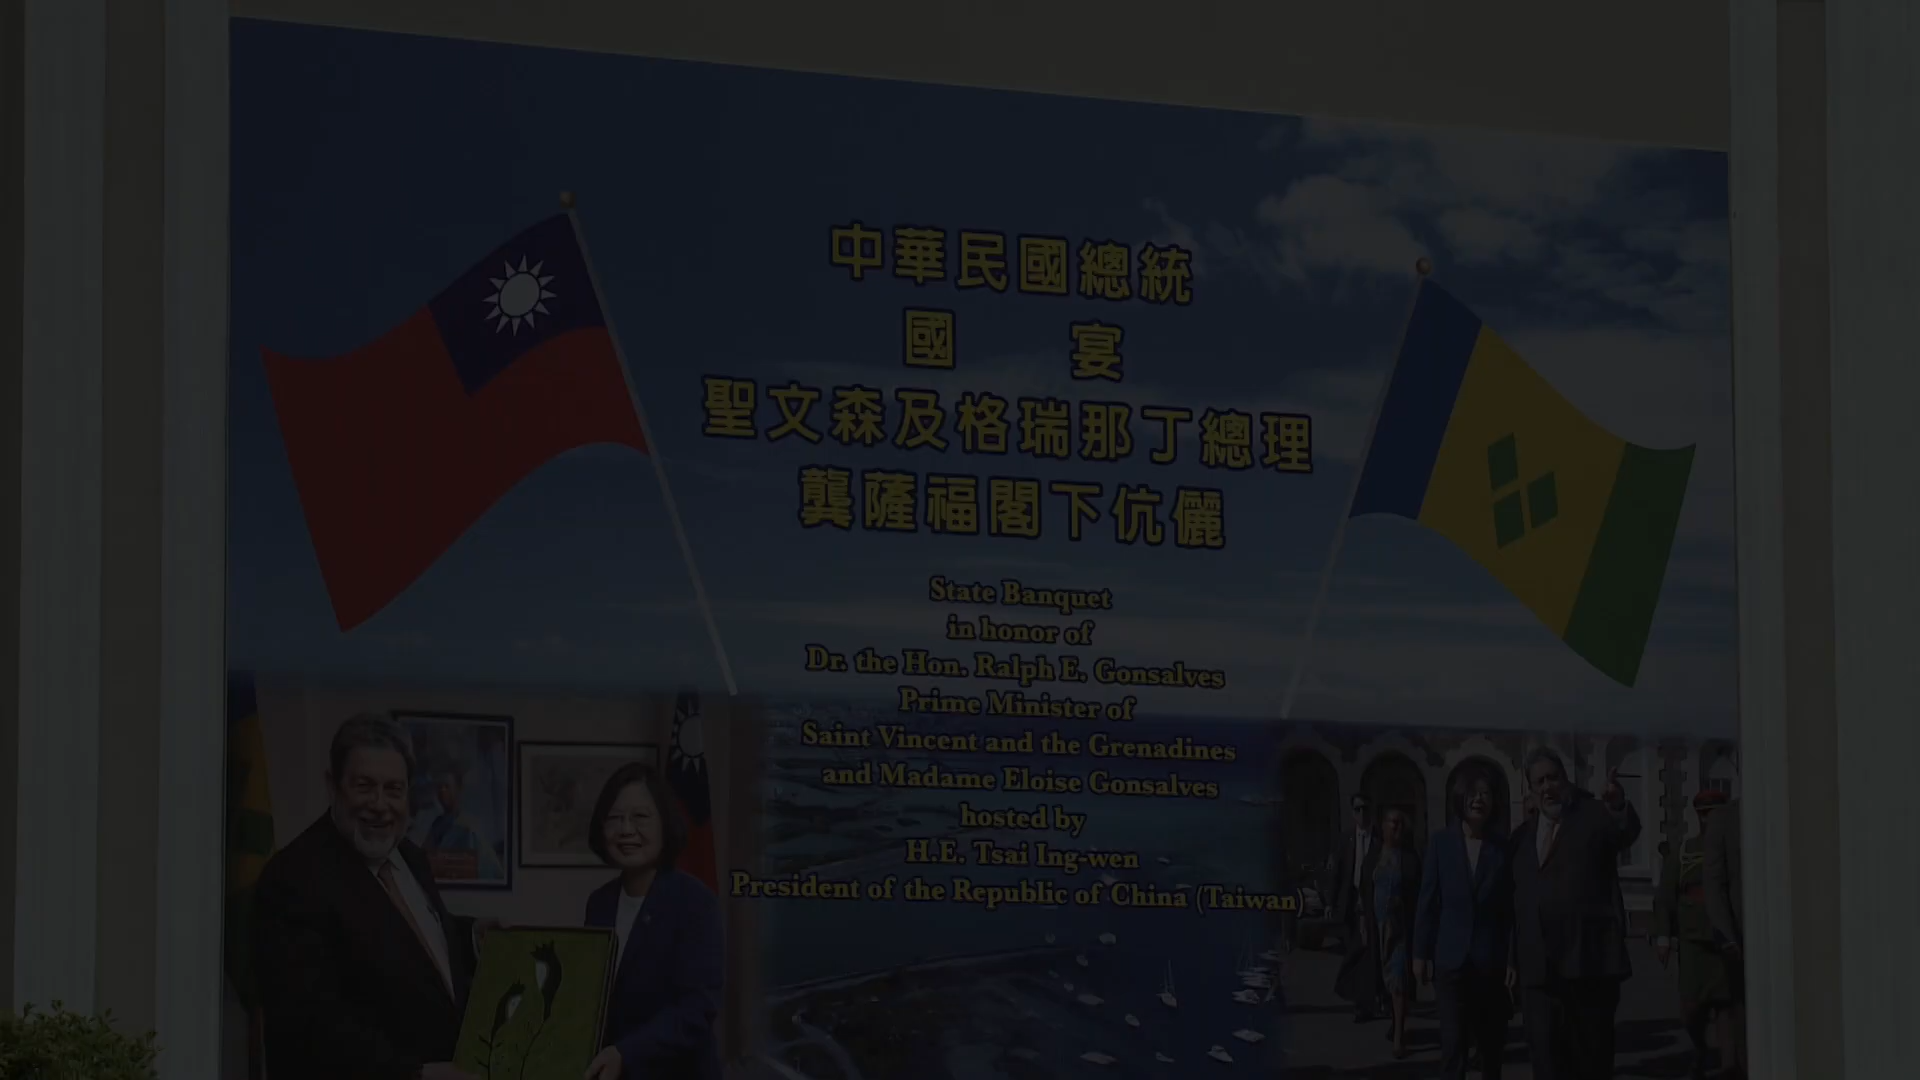 中華民國總統
國宴
聖文森及格瑞那丁總理
龔薩福閣下伉儷
State Banquet
in honor of
Dr. the Hon. Ralph E. Gonsalves
Prime Minister of
Saint Vincent and the Grenadines
and Madame Eloise Gonsalves
hosted by
H.E. Tsai Ing-wen
President of the Republic of China (Taiwan)